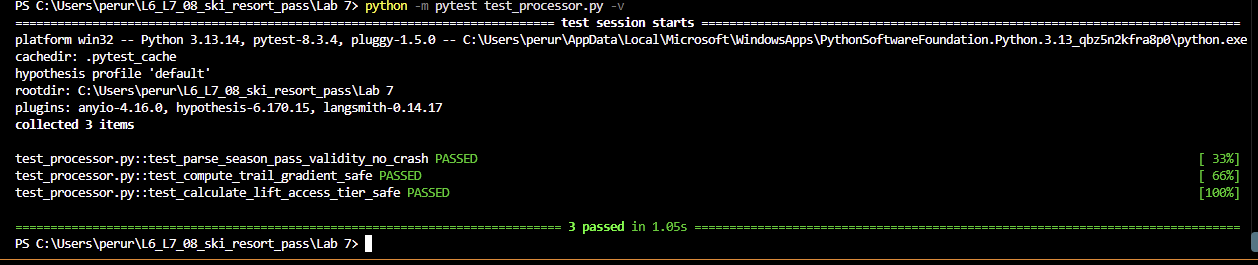 PS C:\Users\perur\L6_L7_08_ski_resort_pass\Lab 7> python -m pytest test_processor.py -v
================================================================================ test session starts ================================================================================
platform win32 -- Python 3.13.14, pytest-8.3.4, pluggy-1.5.0 -- C:\Users\perur\AppData\Local\Microsoft\WindowsApps\PythonSoftwareFoundation.Python.3.13_qbz5n2kfra8p0\python.exe
cachedir: .pytest_cache
hypothesis profile 'default'
rootdir: C:\Users\perur\L6_L7_08_ski_resort_pass\Lab 7
plugins: anyio-4.16.0, hypothesis-6.170.15, langsmith-0.14.17
collected 3 items
test_processor.py::test_parse_season_pass_validity_no_crash PASSED [ 33%]
test_processor.py::test_compute_trail_gradient_safe PASSED [ 66%]
test_processor.py::test_calculate_lift_access_tier_safe PASSED [100%]
================================================================================= 3 passed in 1.05s =================================================================================
PS C:\Users\perur\L6_L7_08_ski_resort_pass\Lab 7>